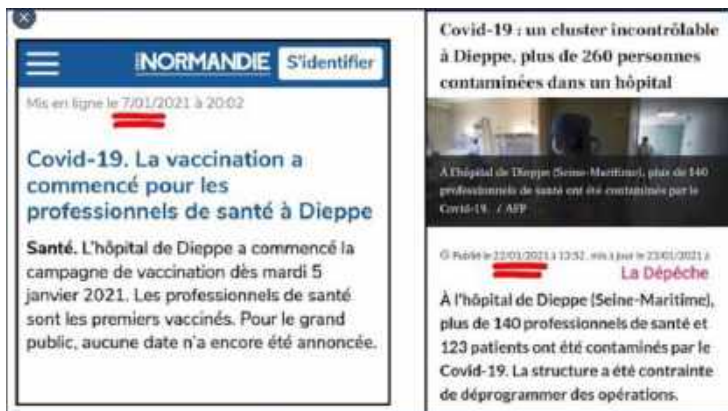 NORMANDIE
S'identifier
Mis en ligne le 7/01/2021 à 20:02
Covid-19. La vaccination a
commencé pour les
professionnels de santé à Dieppe
Santé. L'hôpital de Dieppe a commencé la
campagne de vaccination dès mardi 5
janvier 2021. Les professionnels de santé
sont les premiers vaccinés. Pour le grand
public, aucune date n'a encore été annoncée.
Covid-19 : un cluster incontrôlable
à Dieppe, plus de 260 personnes
contaminées dans un hôpital
À l'hôpital de Dieppe (Seine-Maritime), plus de 140
professionnels de santé ont été contaminés par le
Covid-19. / AFP
Publié le 22/01/2021 à 13:52, mis à jour le 23/01/2021 à
La Dépêche
À l'hôpital de Dieppe (Seine-Maritime),
plus de 140 professionnels de santé et
123 patients ont été contaminés par le
Covid-19. La structure a été contrainte
de déprogrammer des opérations.